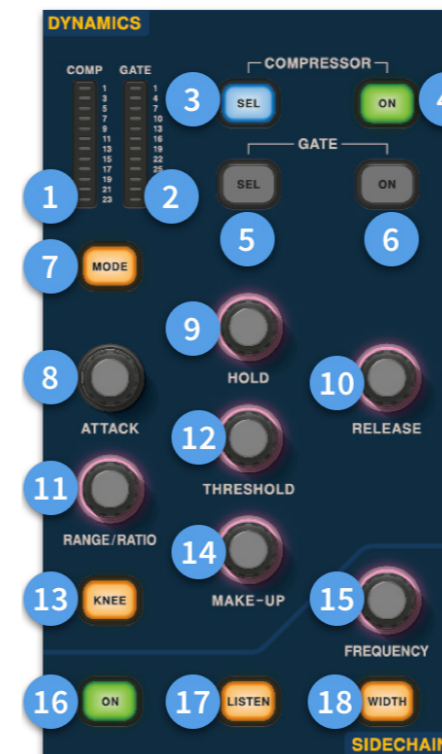 DYNAMICS
COMP GATE
COMPRESSOR
1 1
3 4
5 7
7 10
9 13
11 16
13 19
15 22
17 25
19
21
23
3 SEL ON 4
GATE
SEL ON
1 2
5 6
7 MODE
9
HOLD
8 10
ATTACK RELEASE
12
THRESHOLD
11
RANGE/RATIO
14
MAKE-UP
13 KNEE 15
FREQUENCY
16 ON 17 LISTEN 18 WIDTH
SIDECHAIN